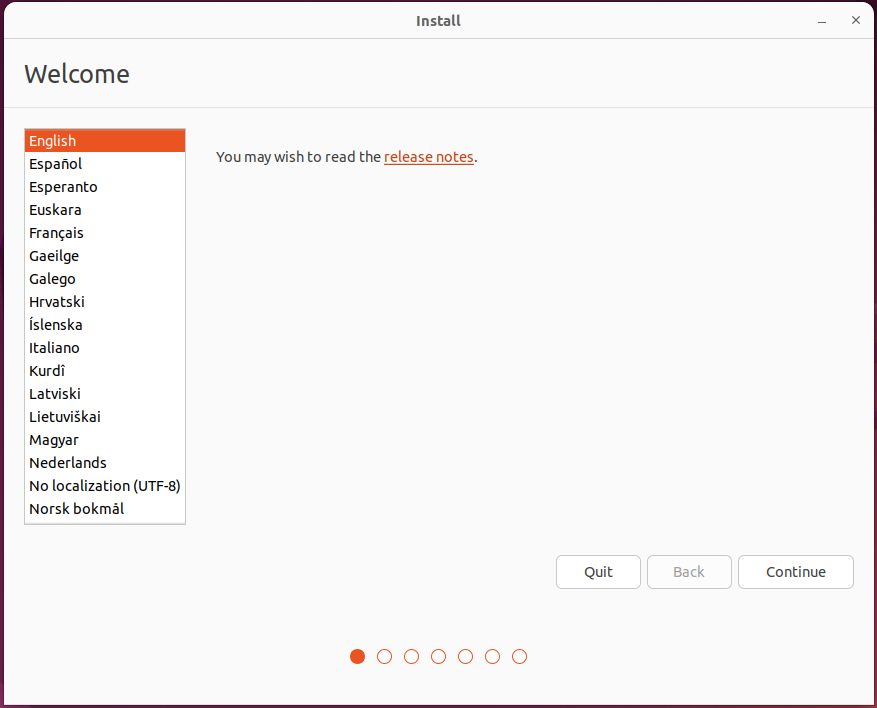 Install
Welcome
English
Español
Esperanto
Euskara
Français
Gaeilge
Galego
Hrvatski
Íslenska
Italiano
Kurdî
Latviski
Lietuviškai
Magyar
Nederlands
No localization (UTF-8)
Norsk bokmål
You may wish to read the release notes.
Quit
Back
Continue